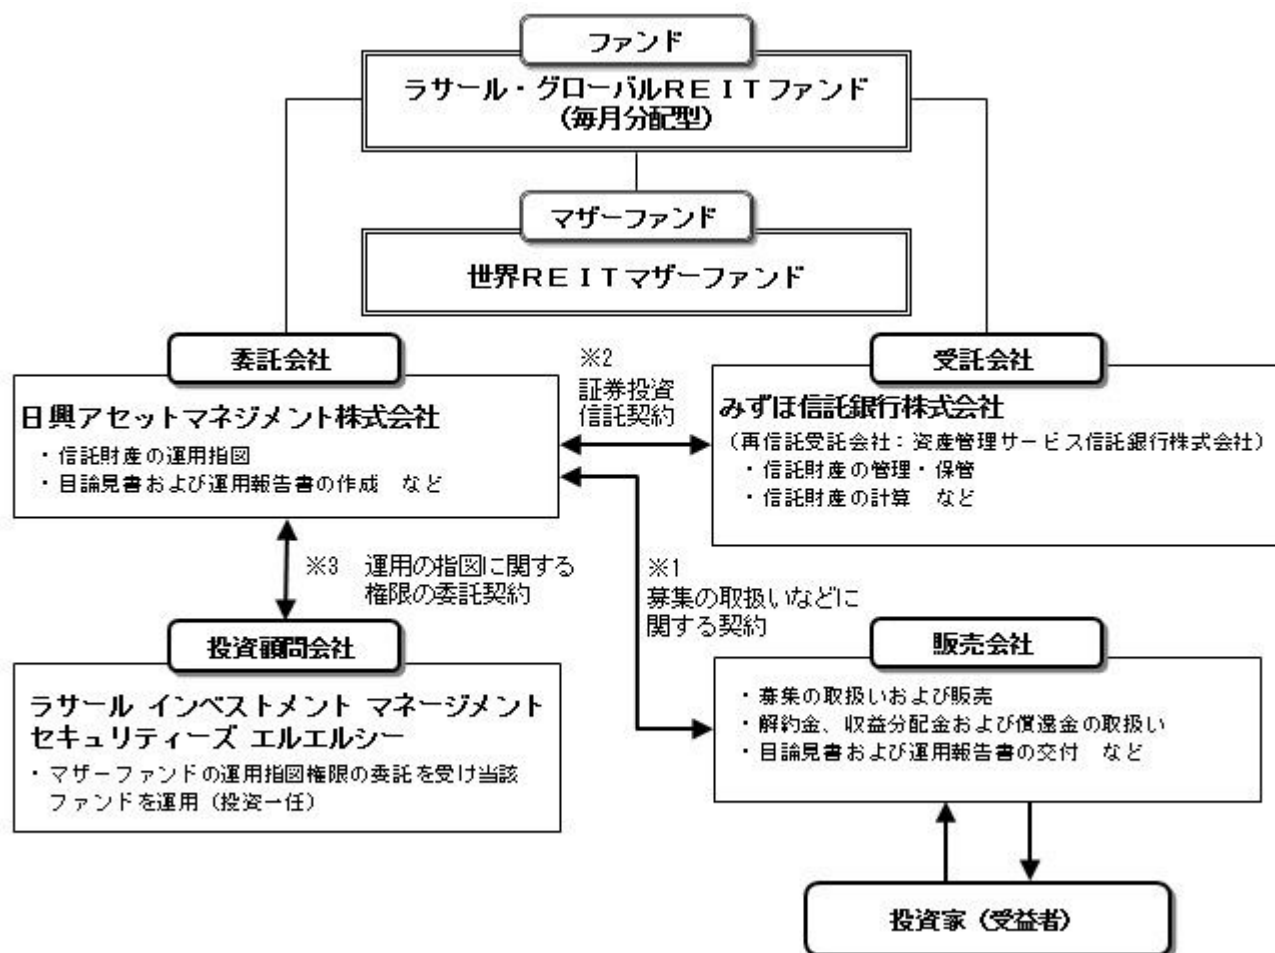 ファンド
ラサール・グローバルREITファンド
(毎月分配型)
マザーファンド
世界REITマザーファンド
委託会社
日興アセットマネジメント株式会社
・信託財産の運用指図
・目論見書および運用報告書の作成 など
※2
証券投資
信託契約
受託会社
みずほ信託銀行株式会社
(再信託受託会社:資産管理サービス信託銀行株式会社)
・信託財産の管理・保管
・信託財産の計算 など
※3 運用の指図に関する
権限の委託契約
※1
募集の取扱いなどに
関する契約
投資顧問会社
ラサール インベストメント マネージメント
セキュリティーズ エルエルシー
・マザーファンドの運用指図権限の委託を受け当該
ファンドを運用(投資一任)
販売会社
・募集の取扱いおよび販売
・解約金、収益分配金および償還金の取扱い
・目論見書および運用報告書の交付 など
投資家(受益者)